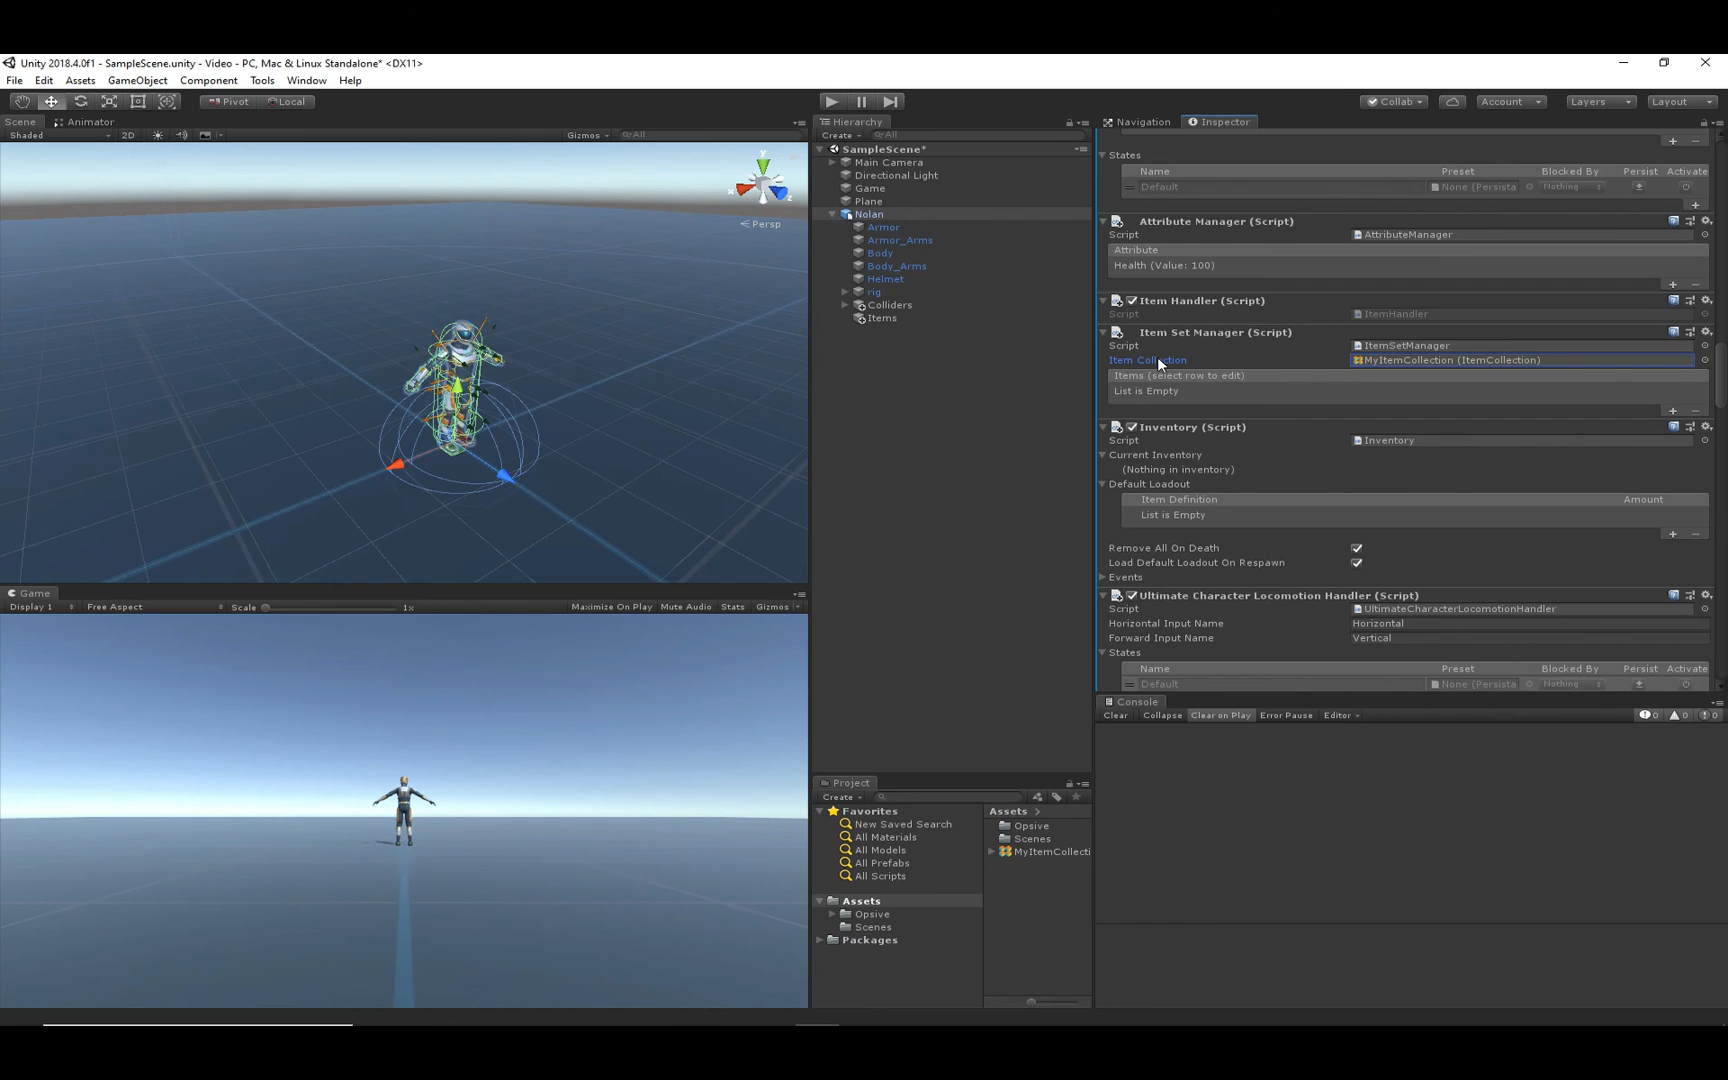 Unity 2018.4.0f1 - SampleScene.unity - Video - PC, Mac & Linux Standalone* <DX11>
File Edit Assets GameObject Component Tools Window Help
Pivot Local Collab Account Layers Layout
Scene Animator
Shaded 2D Gizmos All
y
x
z
Persp
Game
Display 1 Free Aspect Scale 1x Maximize On Play Mute Audio Stats Gizmos
Hierarchy
Create All
SampleScene*
Main Camera
Directional Light
Game
Plane
Nolan
Armor
Armor_Arms
Body
Body_Arms
Helmet
rig
Colliders
Items
Project
Create
Favorites
New Saved Search
All Materials
All Models
All Prefabs
All Scripts
Assets
Opsive
Scenes
Packages
Assets
Opsive
Scenes
MyItemCollecti
Navigation Inspector
States
Name Preset Blocked By Persist Activate
Default None (Persista Nothing
Attribute Manager (Script)
Script AttributeManager
Attribute
Health (Value: 100)
Item Handler (Script)
Script ItemHandler
Item Set Manager (Script)
Script ItemSetManager
Item Collection MyItemCollection (ItemCollection)
Items (select row to edit)
List is Empty
Inventory (Script)
Script Inventory
Current Inventory
(Nothing in inventory)
Default Loadout
Item Definition Amount
List is Empty
Remove All On Death
Load Default Loadout On Respawn
Events
Ultimate Character Locomotion Handler (Script)
Script UltimateCharacterLocomotionHandler
Horizontal Input Name Horizontal
Forward Input Name Vertical
States
Name Preset Blocked By Persist Activate
Default None (Persista Nothing
Console
Clear Collapse Clear on Play Error Pause Editor 0 0 0